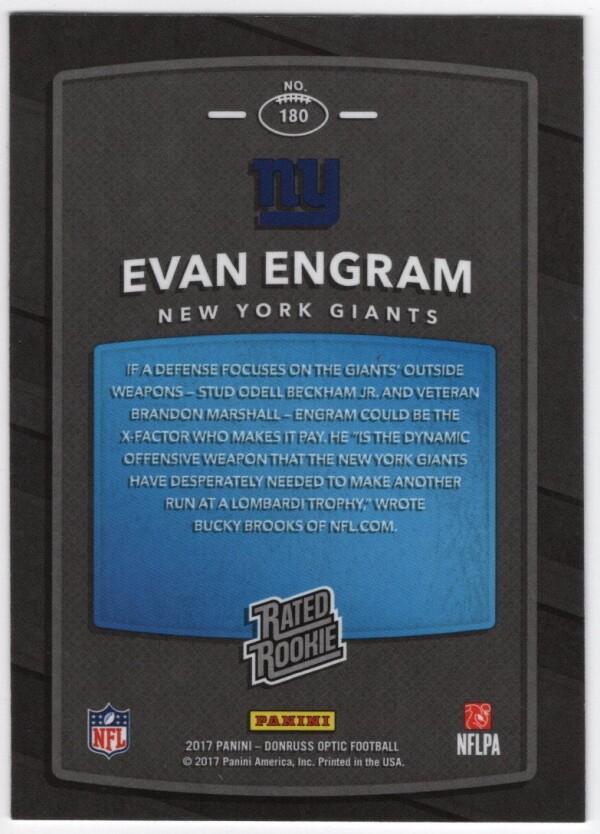 NO.
180
ny
EVAN ENGRAM
NEW YORK GIANTS
IF A DEFENSE FOCUSES ON THE GIANTS' OUTSIDE
WEAPONS – STUD ODELL BECKHAM JR. AND VETERAN
BRANDON MARSHALL – ENGRAM COULD BE THE
X-FACTOR WHO MAKES IT PAY. HE "IS THE DYNAMIC
OFFENSIVE WEAPON THAT THE NEW YORK GIANTS
HAVE DESPERATELY NEEDED TO MAKE ANOTHER
RUN AT A LOMBARDI TROPHY," WROTE
BUCKY BROOKS OF NFL.COM.
RATED
ROOKIE
NFL
PANINI
NFLPA
2017 PANINI – DONRUSS OPTIC FOOTBALL
© 2017 Panini America, Inc. Printed in the USA.